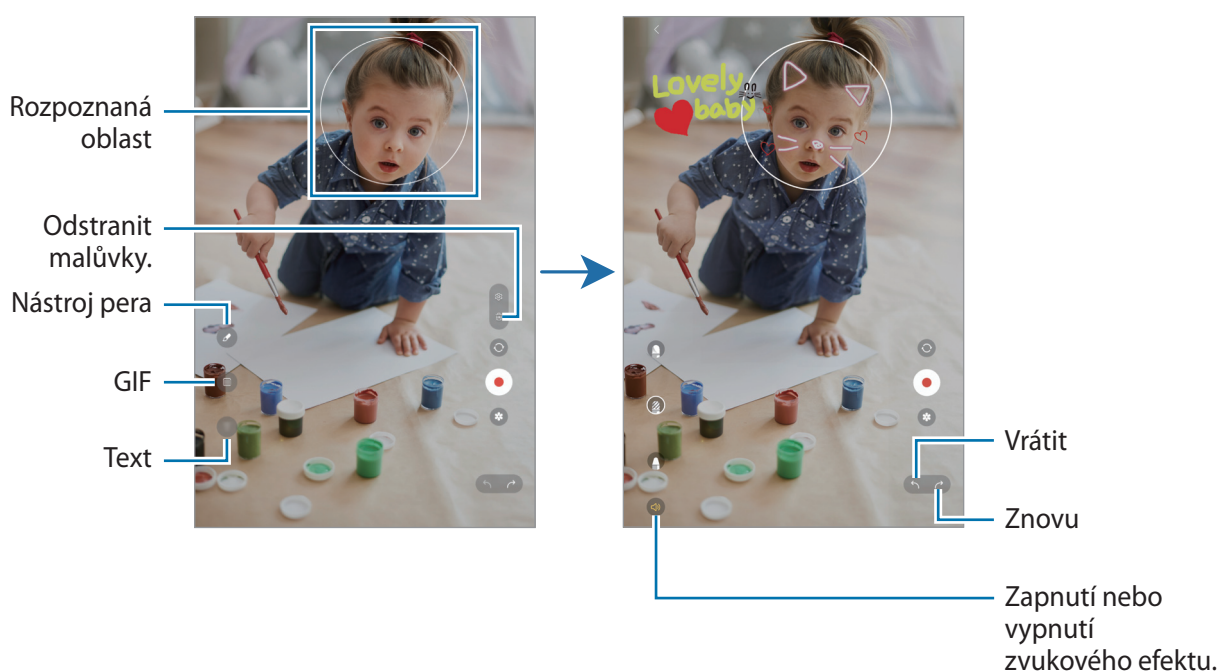 Rozpoznaná
oblast
Odstranit
malůvky.
Nástroj pera
GIF
Text
Lovely
baby
Vrátit
Znovu
Zapnutí nebo
vypnutí
zvukového efektu.